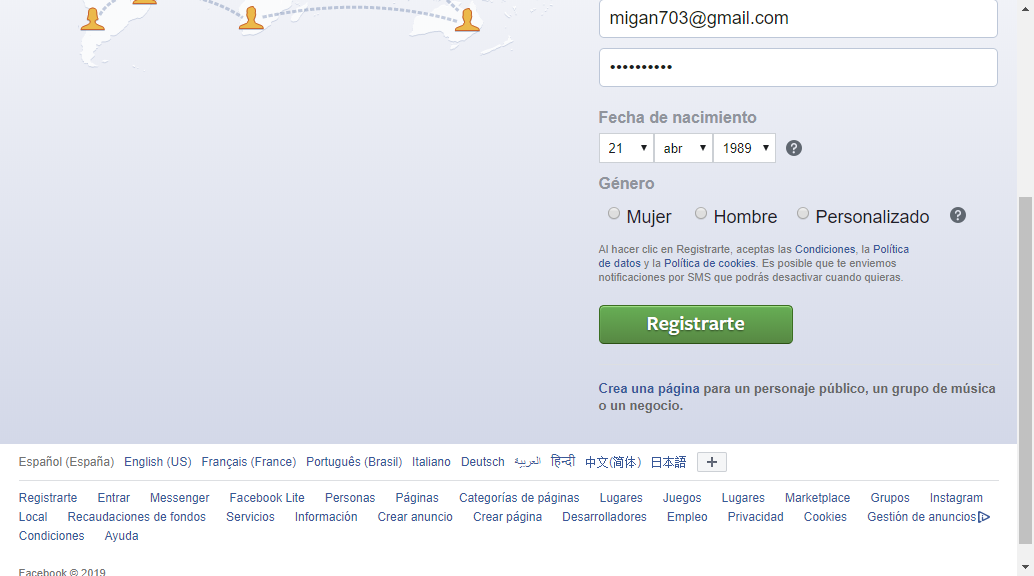 migan703@gmail.com
••••••••••
Fecha de nacimiento
21 abr 1989 ?
Género
Mujer Hombre Personalizado ?
Al hacer clic en Registrarte, aceptas las Condiciones, la Política
de datos y la Política de cookies. Es posible que te enviemos
notificaciones por SMS que podrás desactivar cuando quieras.
Registrarte
Crea una página para un personaje público, un grupo de música
o un negocio.
Español (España) English (US) Français (France) Português (Brasil) Italiano Deutsch العربية हिन्दी 中文(简体) 日本語 +
Registrarte Entrar Messenger Facebook Lite Personas Páginas Categorías de páginas Lugares Juegos Lugares Marketplace Grupos Instagram
Local Recaudaciones de fondos Servicios Información Crear anuncio Crear página Desarrolladores Empleo Privacidad Cookies Gestión de anuncios
Condiciones Ayuda
Facebook © 2019